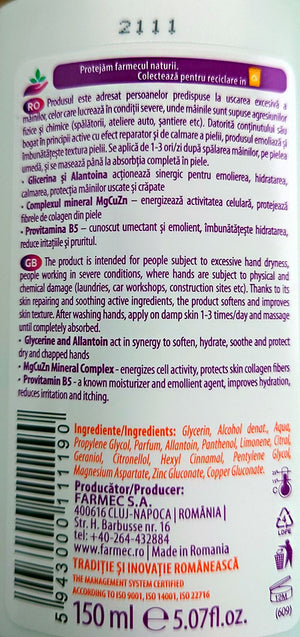 2111
Protejăm farmecul naturii.
Colectează pentru reciclare în
RO Produsul este adresat persoanelor predispuse la uscarea excesivă a
mâinilor, celor care lucrează în condiții severe, unde mâinile sunt supuse agresiunilor
fizice și chimice (spălătorii, ateliere auto, șantiere etc). Datorită conținutului său
bogat în principii active cu efect reparator și de calmare a pielii, produsul emoliază și
îmbunătățește textura pielii. Se aplică de 1-3 ori/zi după spălarea mâinilor, pe pielea
umedă, și se masează până la absorbția completă în piele.
• Glicerina și Alantoina acționează sinergic pentru emolierea, hidratarea,
calmarea, protecția mâinilor uscate și crăpate
• Complexul mineral MgCuZn – energizează activitatea celulară, protejează
fibrele de colagen din piele
• Provitamina B5 – cunoscut umectant și emolient, îmbunătățește hidratarea,
reduce iritațiile și pruritul.
GB The product is intended for people subject to excessive hand dryness,
people working in severe conditions, where hands are subject to physical and
chemical damage (laundries, car workshops, construction sites etc). Thanks to its
skin repairing and soothing active ingredients, the product softens and improves
skin texture. After washing hands, apply on damp skin 1-3 times/day and massage
until completely absorbed.
• Glycerine and Allantoin act in synergy to soften, hydrate, soothe and protect
dry and chapped hands
• MgCuZn Mineral Complex - energizes cell activity, protects skin collagen fibers
• Provitamin B5 - a known moisturizer and emollient agent, improves hydration,
reduces irritation and itching.
Ingrediente/Ingredients: Glycerin, Alcohol denat., Aqua,
Propylene Glycol, Parfum, Allantoin, Panthenol, Limonene, Citral,
Geraniol, Citronellol, Hexyl Cinnamal, Pentylene Glycol,
Magnesium Aspartate, Zinc Gluconate, Copper Gluconate.
Producător/Producer:
FARMEC S.A.
400616 CLUJ-NAPOCA | ROMÂNIA |
Str. H. Barbusse nr. 16
tel: +40-264-432884
www.farmec.ro | Made in Romania
TRADIȚIE ȘI INOVAȚIE ROMÂNEASCĂ
THE MANAGEMENT SYSTEM CERTIFIED
ACCORDING TO ISO 9001, ISO 14001, ISO 22716
150 ml e 5.07fl.oz.
5 943000 111190
4
LDPE
12M
(609)